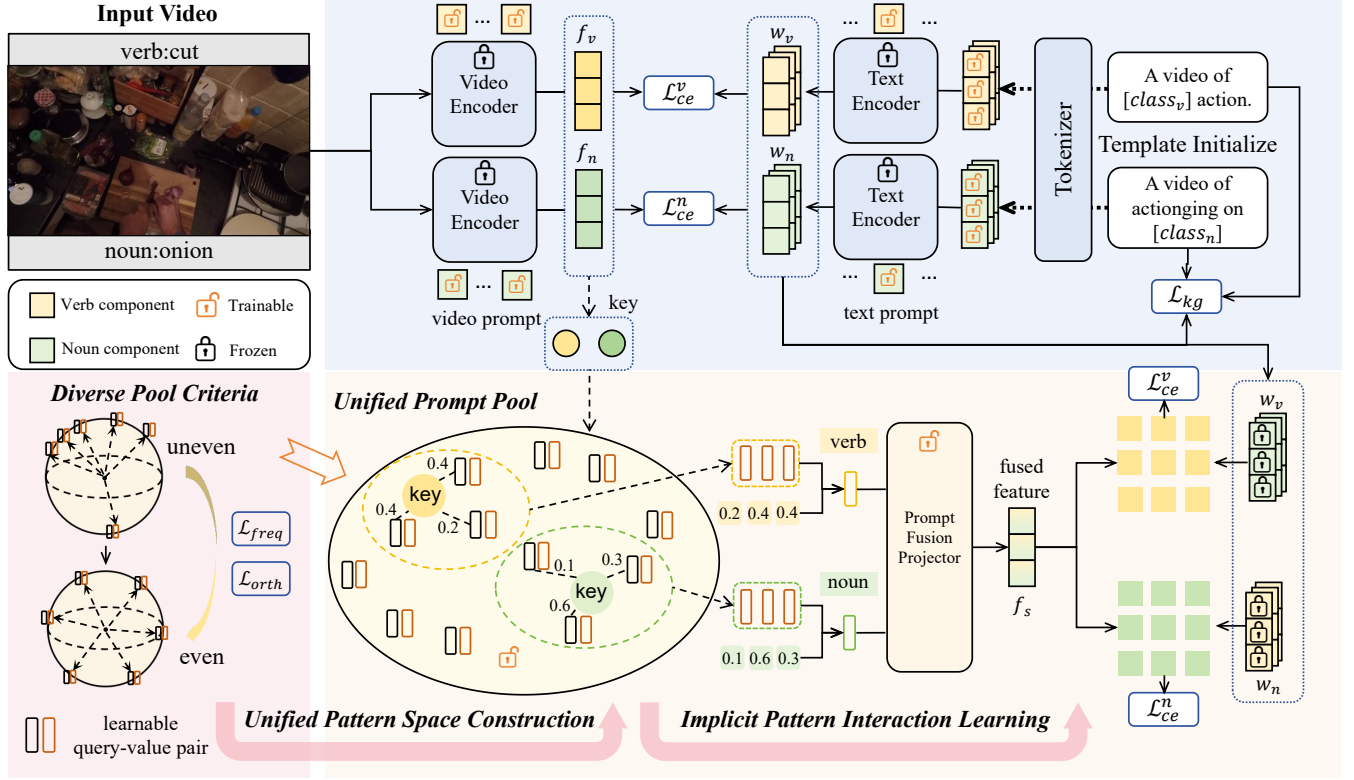 Input Video
verb:cut
noun:onion
Verb component
Trainable
Noun component
Frozen
... 
Video
Encoder
f_v
L_ce^v
w_v
... ...
Text
Encoder
Tokenizer
A video of
[class_v] action.
Template Initialize
Video
Encoder
f_n
L_ce^n
w_n
Text
Encoder
A video of
actionging on
[class_n]
...
video prompt
key
... ...
text prompt
L_kg
Diverse Pool Criteria
uneven
L_freq
L_orth
even
learnable
query-value pair
Unified Prompt Pool
0.4
key
0.4
0.2
0.1
0.3
key
0.6
verb
0.2 0.4 0.4
noun
0.1 0.6 0.3
Prompt
Fusion
Projector
fused
feature
f_s
L_ce^v
w_v
w_n
L_ce^n
Unified Pattern Space Construction
Implicit Pattern Interaction Learning